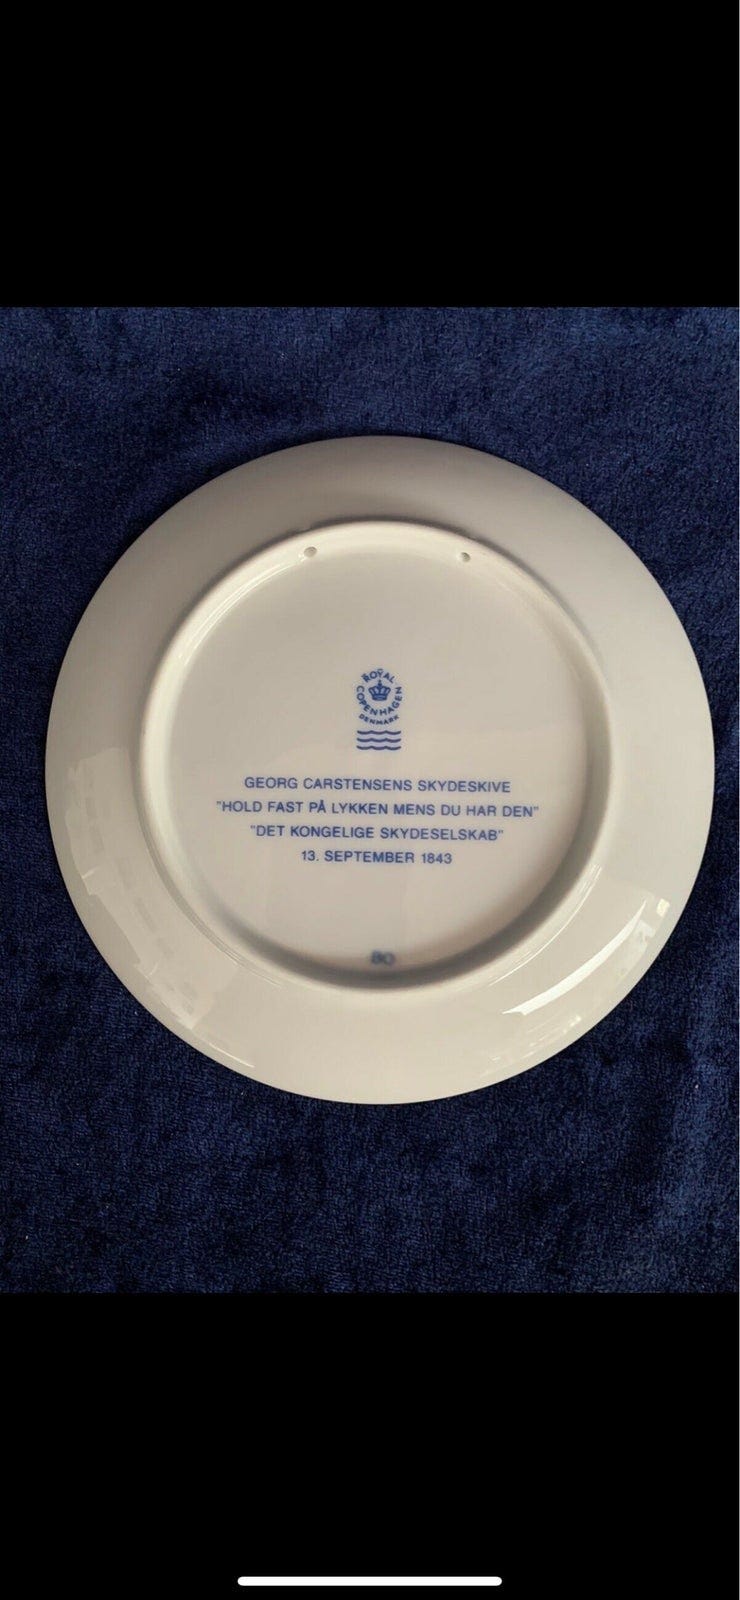 ROYAL
COPENHAGEN
DENMARK
GEORG CARSTENSENS SKYDESKIVE
"HOLD FAST PÅ LYKKEN MENS DU HAR DEN"
"DET KONGELIGE SKYDESELSKAB"
13. SEPTEMBER 1843